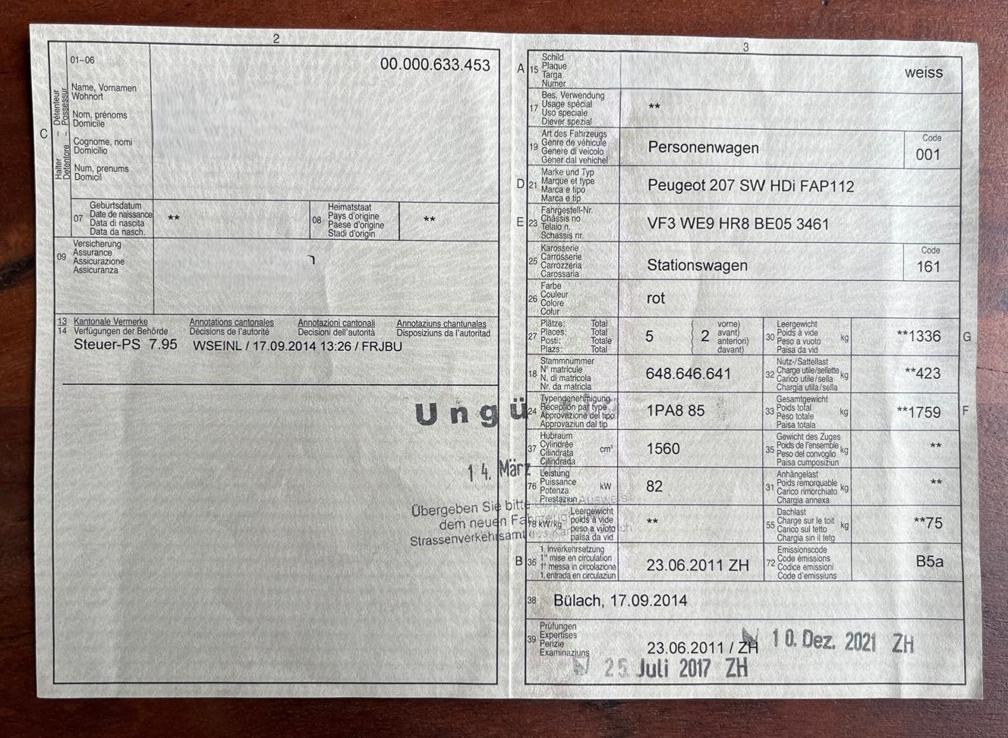 2
01-06
00.000.633.453
C
Halter – Détenteur
Detentore – Possessur
Name, Vornamen
Wohnort
Nom, prénoms
Domicile
Cognome, nomi
Domicilio
Num, prenums
Domicil
07
Geburtsdatum
Date de naissance
Data di nascita
Data da nasch.
**
08
Heimatstaat
Pays d'origine
Paese d'origine
Stadi d'origin
**
09
Versicherung
Assurance
Assicurazione
Assicuranza
13 Kantonale Vermerke Annotations cantonales Annotazioni cantonali Annotaziuns chantunalas
14 Verfügungen der Behörde Décisions de l'autorité Decisioni dell'autorità Disposiziuns da l'autoritad
Steuer-PS 7.95 WSEINL / 17.09.2014 13:26 / FRJBU
Ungü
14. März
Übergeben Sie bitte
dem neuen
Strassenverkehrsamt
3
A 15
Schild
Plaque
Targa
Numer
weiss
17
Bes. Verwendung
Usage spécial
Uso speciale
Diever spezial
**
19
Art des Fahrzeugs
Genre de véhicule
Genere di veicolo
Gener dal vehichel
Personenwagen
Code
001
D 21
Marke und Typ
Marque et type
Marca e tipo
Marca e tip
Peugeot 207 SW HDi FAP112
E 23
Fahrgestell-Nr.
Châssis no
Telaio n.
Schassis nr.
VF3 WE9 HR8 BE05 3461
25
Karosserie
Carrosserie
Carrozzeria
Carossaria
Stationswagen
Code
161
26
Farbe
Couleur
Colore
Colur
rot
27
Plätze: Total
Places: Total
Posti: Totale
Plazs: Total
5
2
vorne)
avant)
anteriori)
davant)
30
Leergewicht
Poids à vide
Peso a vuoto
Paisa da vid
kg
**1336
G
18
Stammnummer
N° matricule
N. di matricola
Nr. da matricla
648.646.641
32
Nutz-/Sattellast
Charge utile/sellette
Carico utile/sella
Chargia utila/sella
kg
**423
24
Typengenehmigung
Réception par type
Approvazione del tipo
Approvaziun dal tip
1PA8 85
33
Gesamtgewicht
Poids total
Peso totale
Paisa totala
kg
**1759
F
37
Hubraum
Cylindrée
Cilindrata
Cilindrada
cm³
1560
35
Gewicht des Zuges
Poids de l'ensemble
Peso del convoglio
Paisa cumposiziun
kg
**
76
Leistung
Puissance
Potenza
Prestaziun
kW
82
31
Anhängelast
Poids remorquable
Carico rimorchiato
Chargia annexa
kg
**
78 kW/kg
Leergewicht
poids à vide
peso a vuoto
paisa da vid
**
55
Dachlast
Charge sur le toit
Carico sul tetto
Chargia sin il tetg
kg
**75
B 36
1. Inverkehrsetzung
1re mise en circulation
1a messa in circolazione
1. entrada en circulaziun
23.06.2011 ZH
72
Emissionscode
Code émissions
Codice emissioni
Code d'emissiuns
B5a
38
Bülach, 17.09.2014
39
Prüfungen
Expertises
Perizie
Examinaziuns
23.06.2011 / ZH
10. Dez. 2021 ZH
25. Juli 2017 ZH